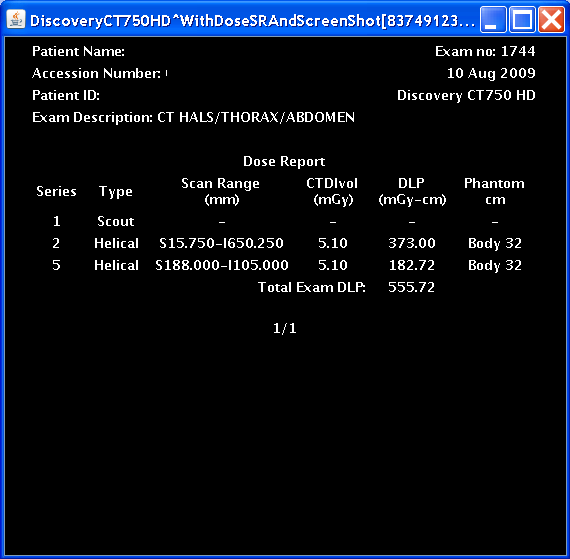 DiscoveryCT750HD^WithDoseSRAndScreenShot[83749123...
Patient Name: Exam no: 1744
Accession Number: 10 Aug 2009
Patient ID: Discovery CT750 HD
Exam Description: CT HALS/THORAX/ABDOMEN
Dose Report
Series Type Scan Range (mm) CTDIvol (mGy) DLP (mGy-cm) Phantom cm
1 Scout - - - -
2 Helical S15.750-I650.250 5.10 373.00 Body 32
5 Helical S188.000-I105.000 5.10 182.72 Body 32
Total Exam DLP: 555.72
1/1